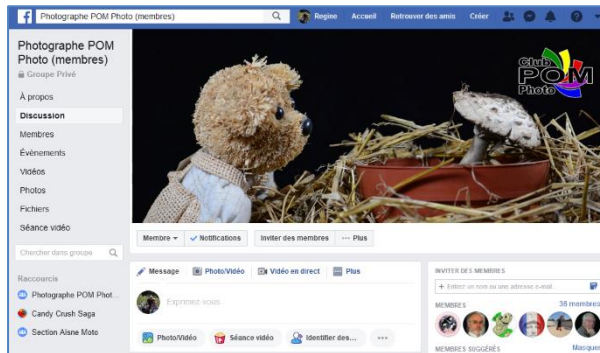 Photographe POM Photo (membres)
Regine Accueil Retrouver des amis Créer
Photographe POM
Photo (membres)
Groupe Privé
À propos
Discussion
Membres
Évènements
Vidéos
Photos
Fichiers
Séance vidéo
Chercher dans groupe
Raccourcis
Photographe POM Phot...
Candy Crush Saga
Section Aisne Moto
Club
POM
Photo
Membre Notifications Inviter des membres ··· Plus
Message Photo/Vidéo Vidéo en direct Plus
Exprimez-vous
Photo/Vidéo Séance vidéo Identifier des... ···
INVITER DES MEMBRES
+ Entrez un nom ou une adresse e-mail...
MEMBRES 36 membres
MEMBRES SUGGÉRÉS Masquer